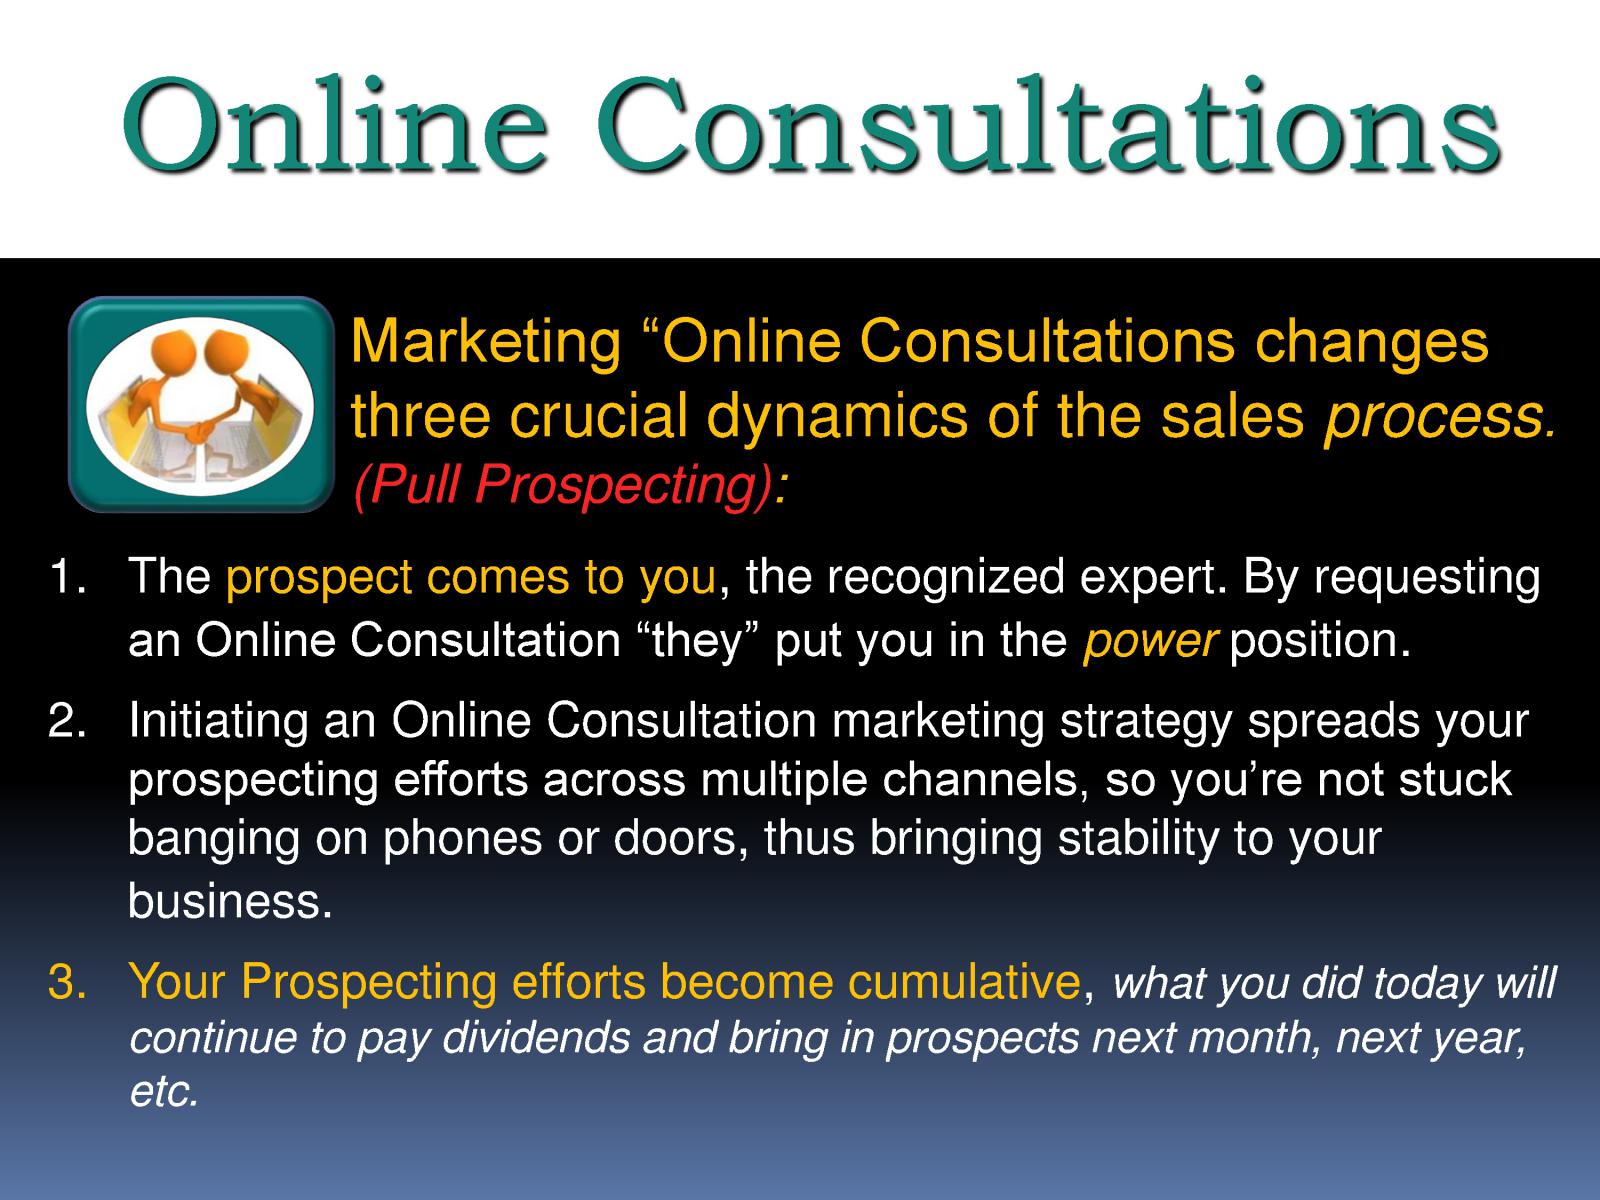 Online Consultations
Marketing “Online Consultations changes
three crucial dynamics of the sales process.
(Pull Prospecting):
1. The prospect comes to you, the recognized expert. By requesting
an Online Consultation “they” put you in the power position.
2. Initiating an Online Consultation marketing strategy spreads your
prospecting efforts across multiple channels, so you’re not stuck
banging on phones or doors, thus bringing stability to your
business.
3. Your Prospecting efforts become cumulative, what you did today will
continue to pay dividends and bring in prospects next month, next year,
etc.